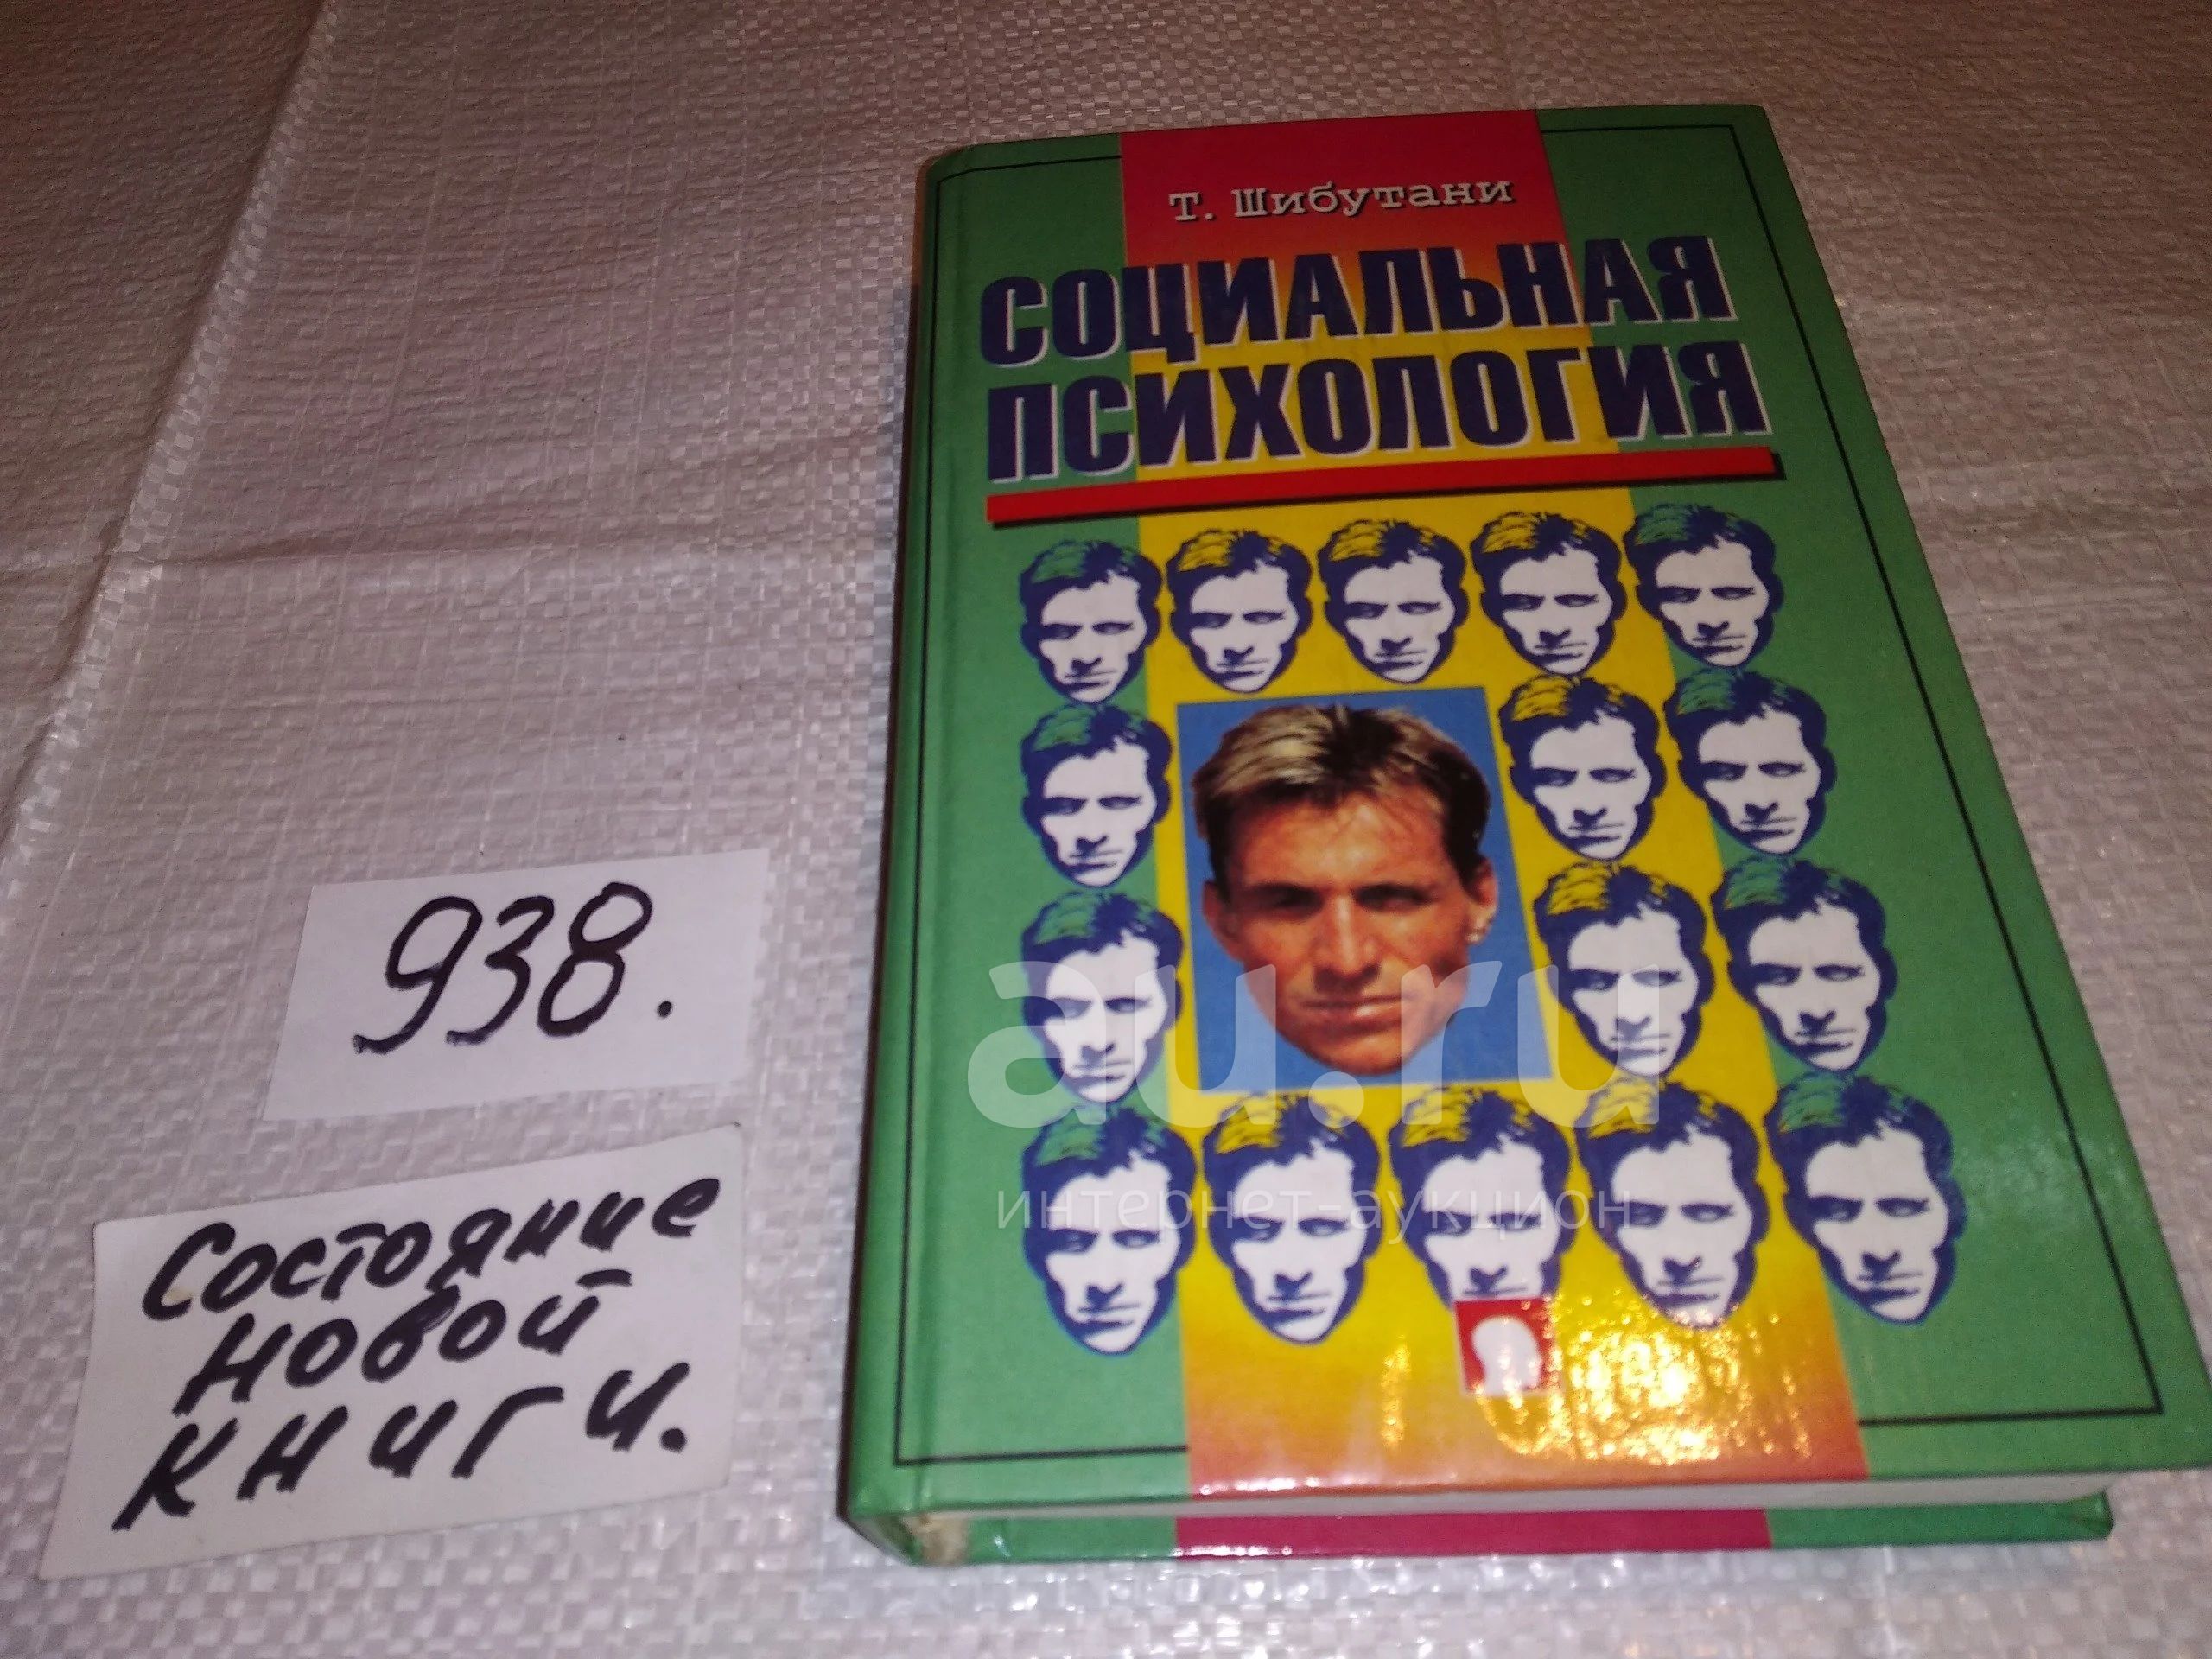 Т. Шибутани
СОЦИАЛЬНАЯ
ПСИХОЛОГИЯ
938.
Состояние
новой
книги.
au.ru
интернет-аукцион